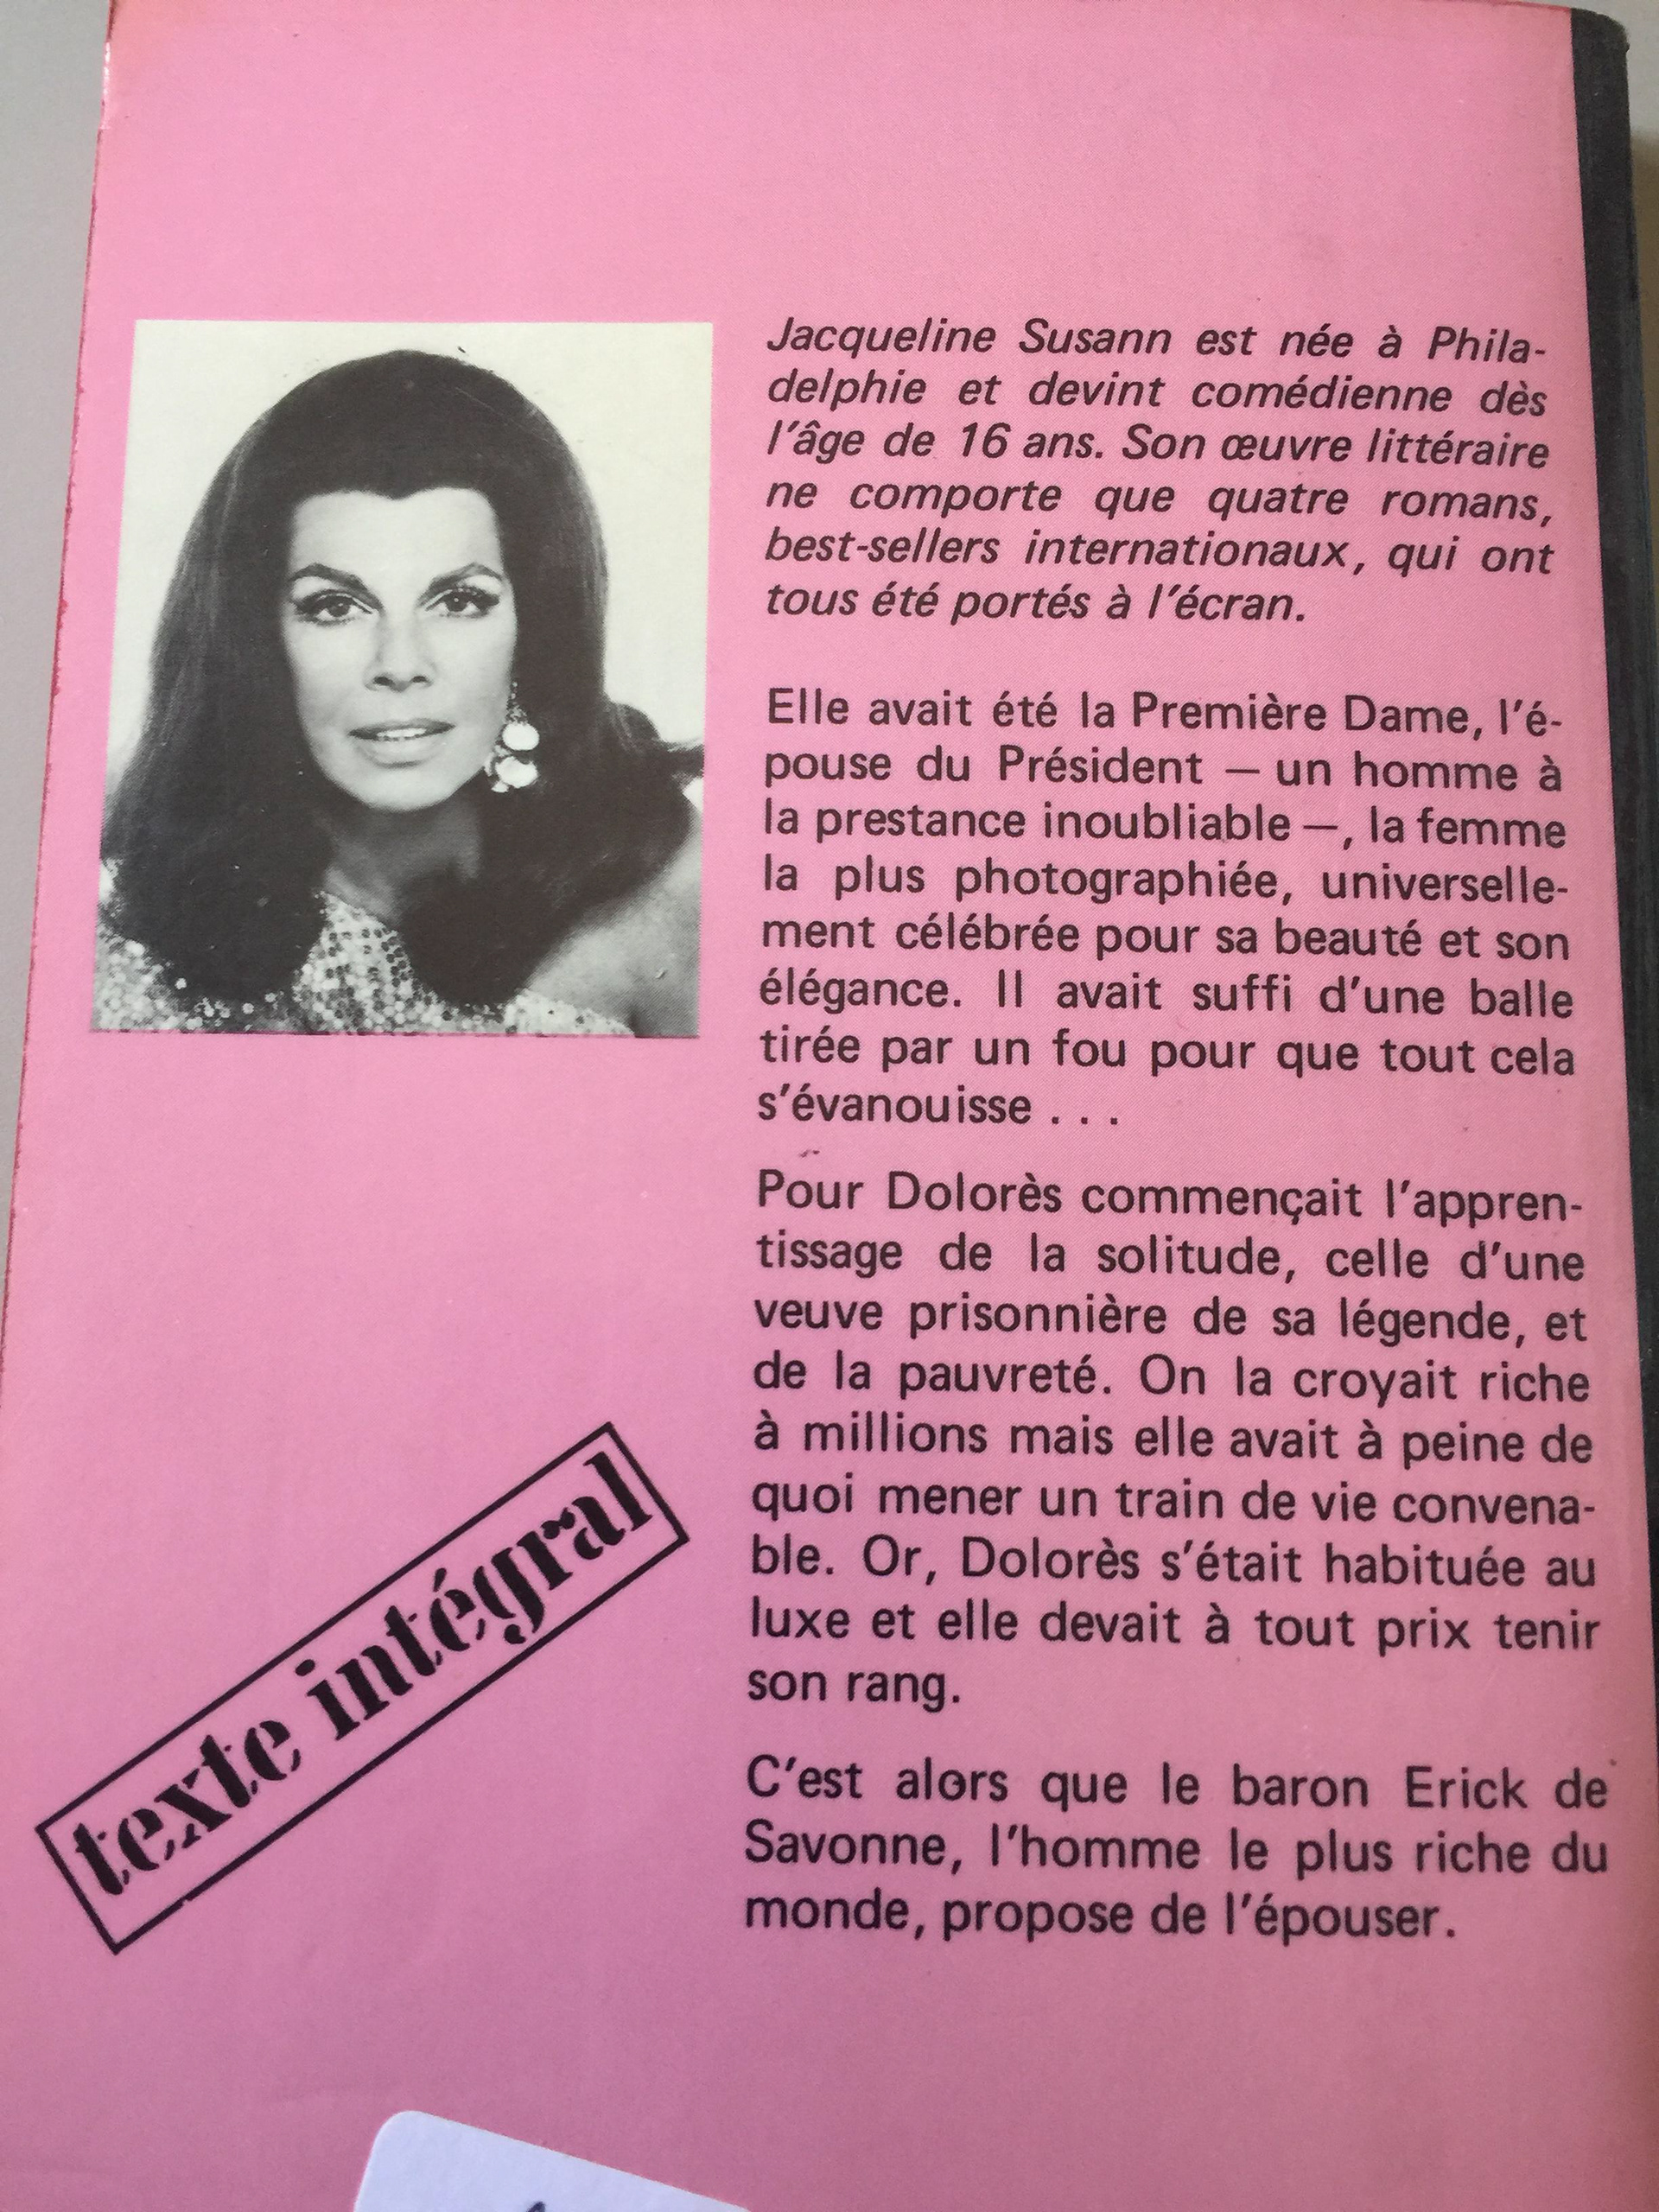 Jacqueline Susann est née à Phila-
delphie et devint comédienne dès
l'âge de 16 ans. Son œuvre littéraire
ne comporte que quatre romans,
best-sellers internationaux, qui ont
tous été portés à l'écran.
Elle avait été la Première Dame, l'é-
pouse du Président — un homme à
la prestance inoubliable —, la femme
la plus photographiée, universelle-
ment célébrée pour sa beauté et son
élégance. Il avait suffi d'une balle
tirée par un fou pour que tout cela
s'évanouisse . . .
Pour Dolorès commençait l'appren-
tissage de la solitude, celle d'une
veuve prisonnière de sa légende, et
de la pauvreté. On la croyait riche
à millions mais elle avait à peine de
quoi mener un train de vie convena-
ble. Or, Dolorès s'était habituée au
luxe et elle devait à tout prix tenir
son rang.
C'est alors que le baron Erick de
Savonne, l'homme le plus riche du
monde, propose de l'épouser.
texte intégral